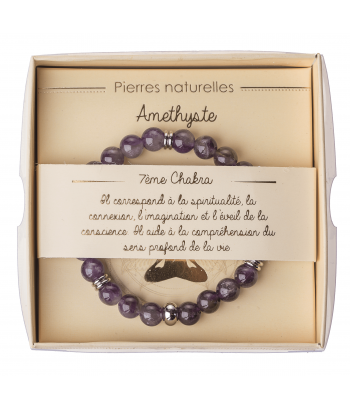 Pierres naturelles
Amethyste
7ème Chakra
Il correspond à la spiritualité, la
connexion, l'imagination et l'éveil de la
conscience. Il aide à la compréhension du
sens profond de la vie